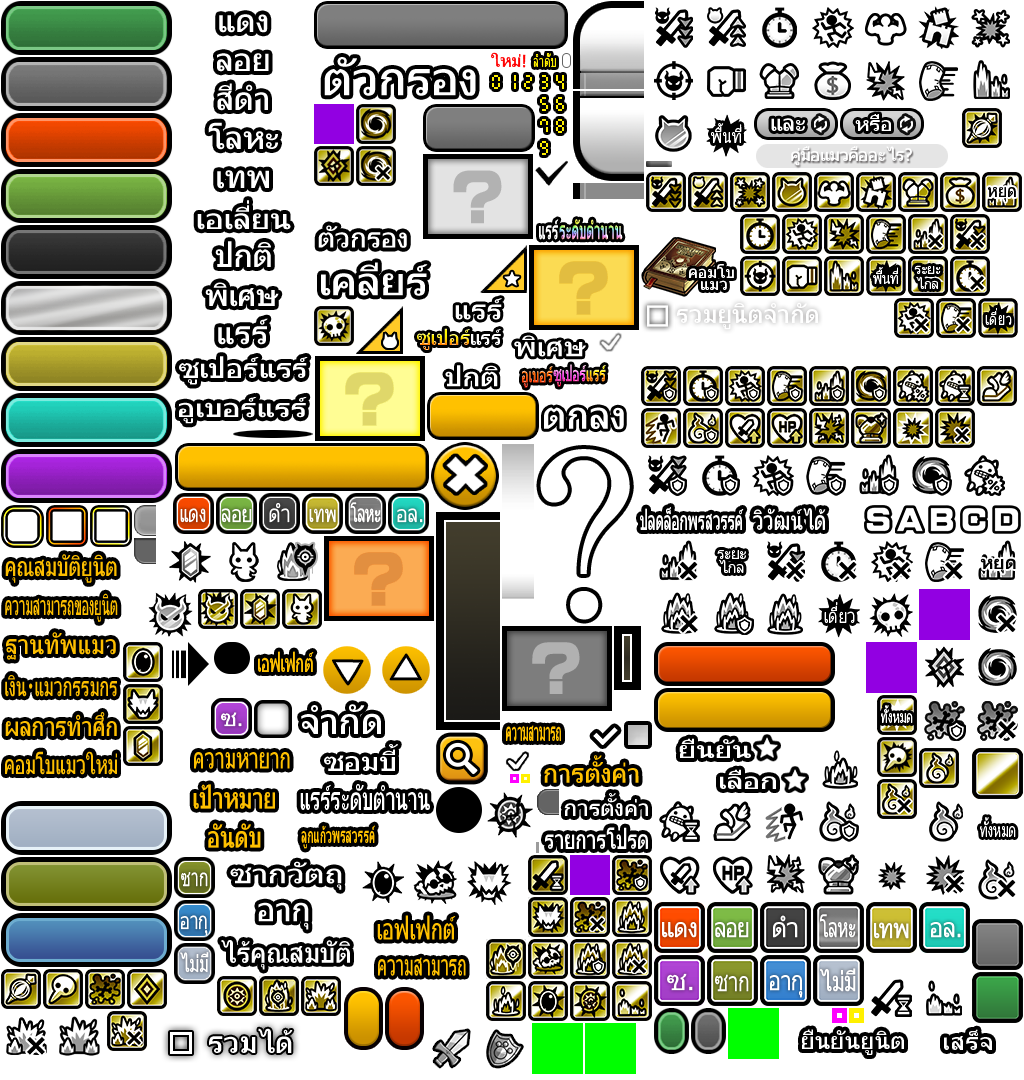 แดง
ลอย
สีดำ
โลหะ
เทพ
เอเลี่ยน
ปกติ
พิเศษ
แรร์
ซูเปอร์แรร์
อูเบอร์แรร์
ตัวกรอง
ใหม่!
ลำดับ
0 1 2 3 4
5 6
7 8
9
ตัวกรอง
เคลียร์
แรร์
ซูเปอร์แรร์
ปกติ
แรร์ระดับตำนาน
พิเศษ
อูเบอร์ซูเปอร์แรร์
ตกลง
และ
หรือ
พื้นที่
คู่มือแมวคืออะไร?
หยุด
คอมโบ
แมว
พื้นที่
ระยะ
ไกล
เดี่ยว
รวมยูนิตจำกัด
แดง
ลอย
ดำ
เทพ
โลหะ
อล.
ปลดล็อกพรสวรรค์
วิวัฒน์ได้
S A B C D
ระยะ
ไกล
หยุด
เดี่ยว
คุณสมบัติยูนิต
ความสามารถของยูนิต
ฐานทัพแมว
เงิน·แมวกรรมกร
ผลการทำศึก
คอมโบแมวใหม่
เอฟเฟกต์
ซ.
จำกัด
ความหายาก
ซอมบี้
เป้าหมาย
แรร์ระดับตำนาน
อันดับ
ลูกแก้วพรสวรรค์
ความสามารถ
การตั้งค่า
การตั้งค่า
รายการโปรด
ยืนยัน
เลือก
ทั้งหมด
ทั้งหมด
HP
HP
ซาก
อากุ
ไม่มี
ซากวัตถุ
อากุ
ไร้คุณสมบัติ
เอฟเฟกต์
ความสามารถ
รวมได้
แดง
ลอย
ดำ
โลหะ
เทพ
อล.
ซ.
ซาก
อากุ
ไม่มี
ยืนยันยูนิต
เสร็จ